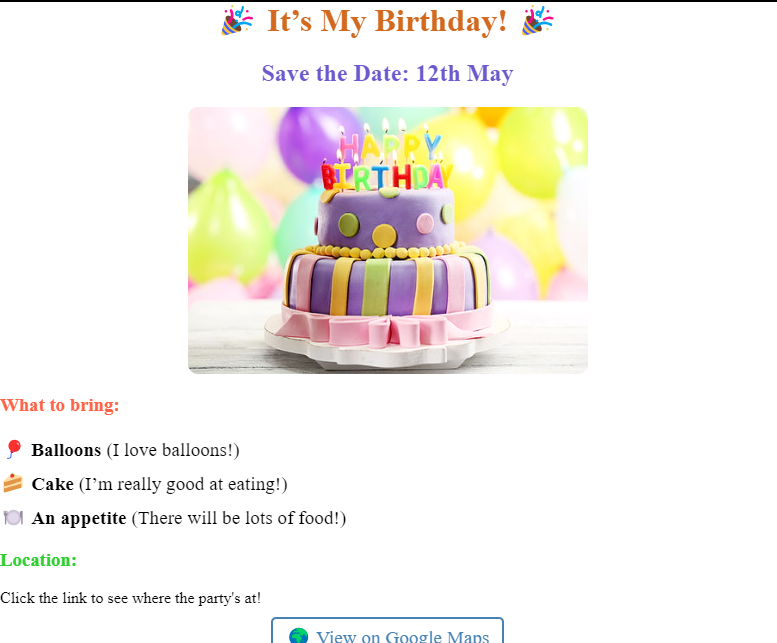 🎉 It’s My Birthday! 🎉
Save the Date: 12th May
HAPPY
BIRTHDAY
What to bring:
🎈 Balloons (I love balloons!)
🍰 Cake (I’m really good at eating!)
🍽️ An appetite (There will be lots of food!)
Location:
Click the link to see where the party's at!
🌍 View on Google Maps